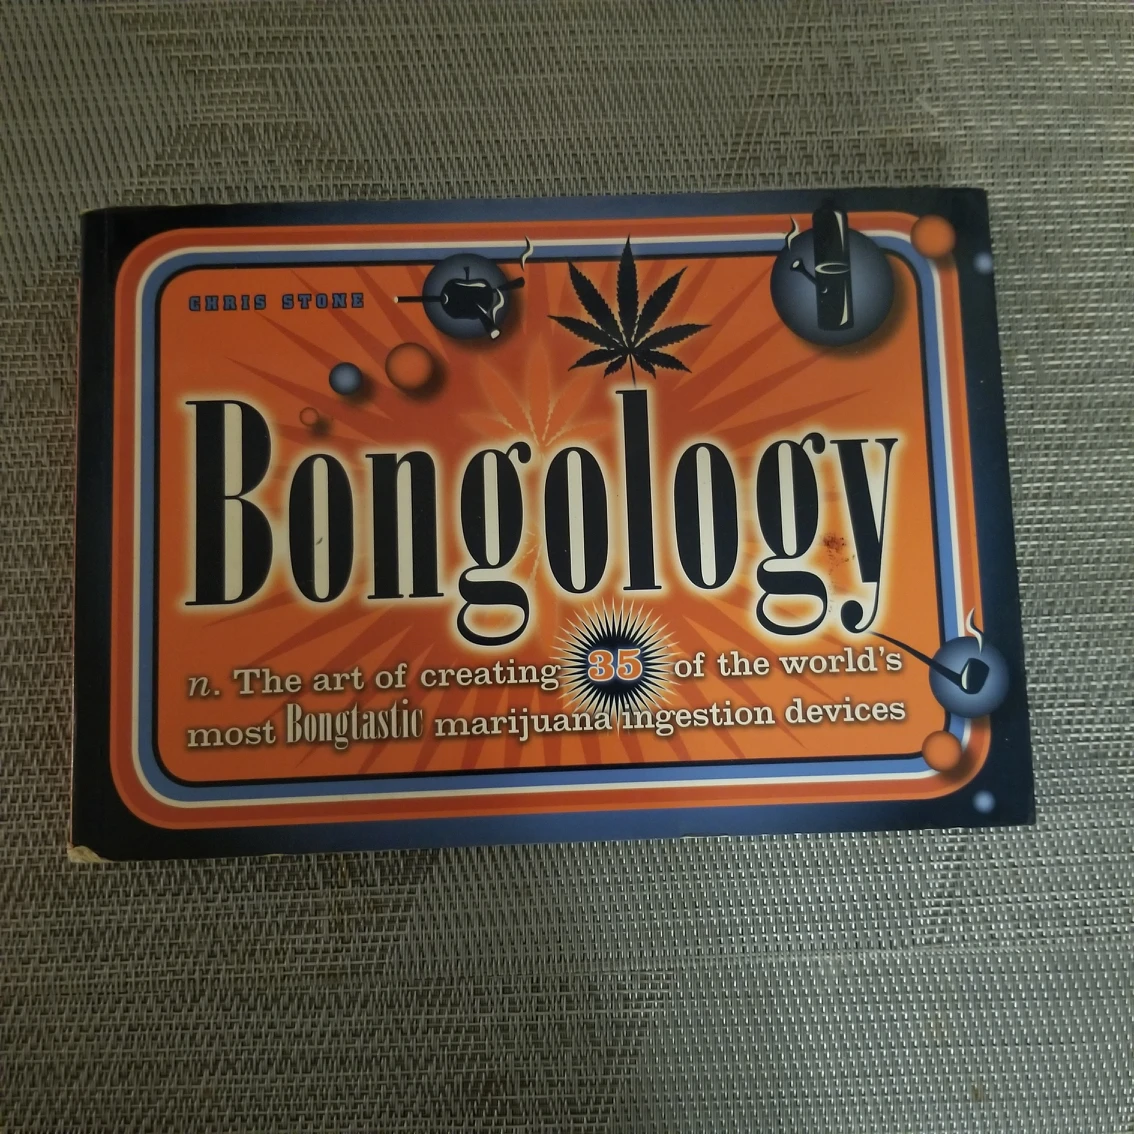 CHRIS STONE
Bongology
n. The art of creating 35 of the world's
most Bongtastic marijuana ingestion devices